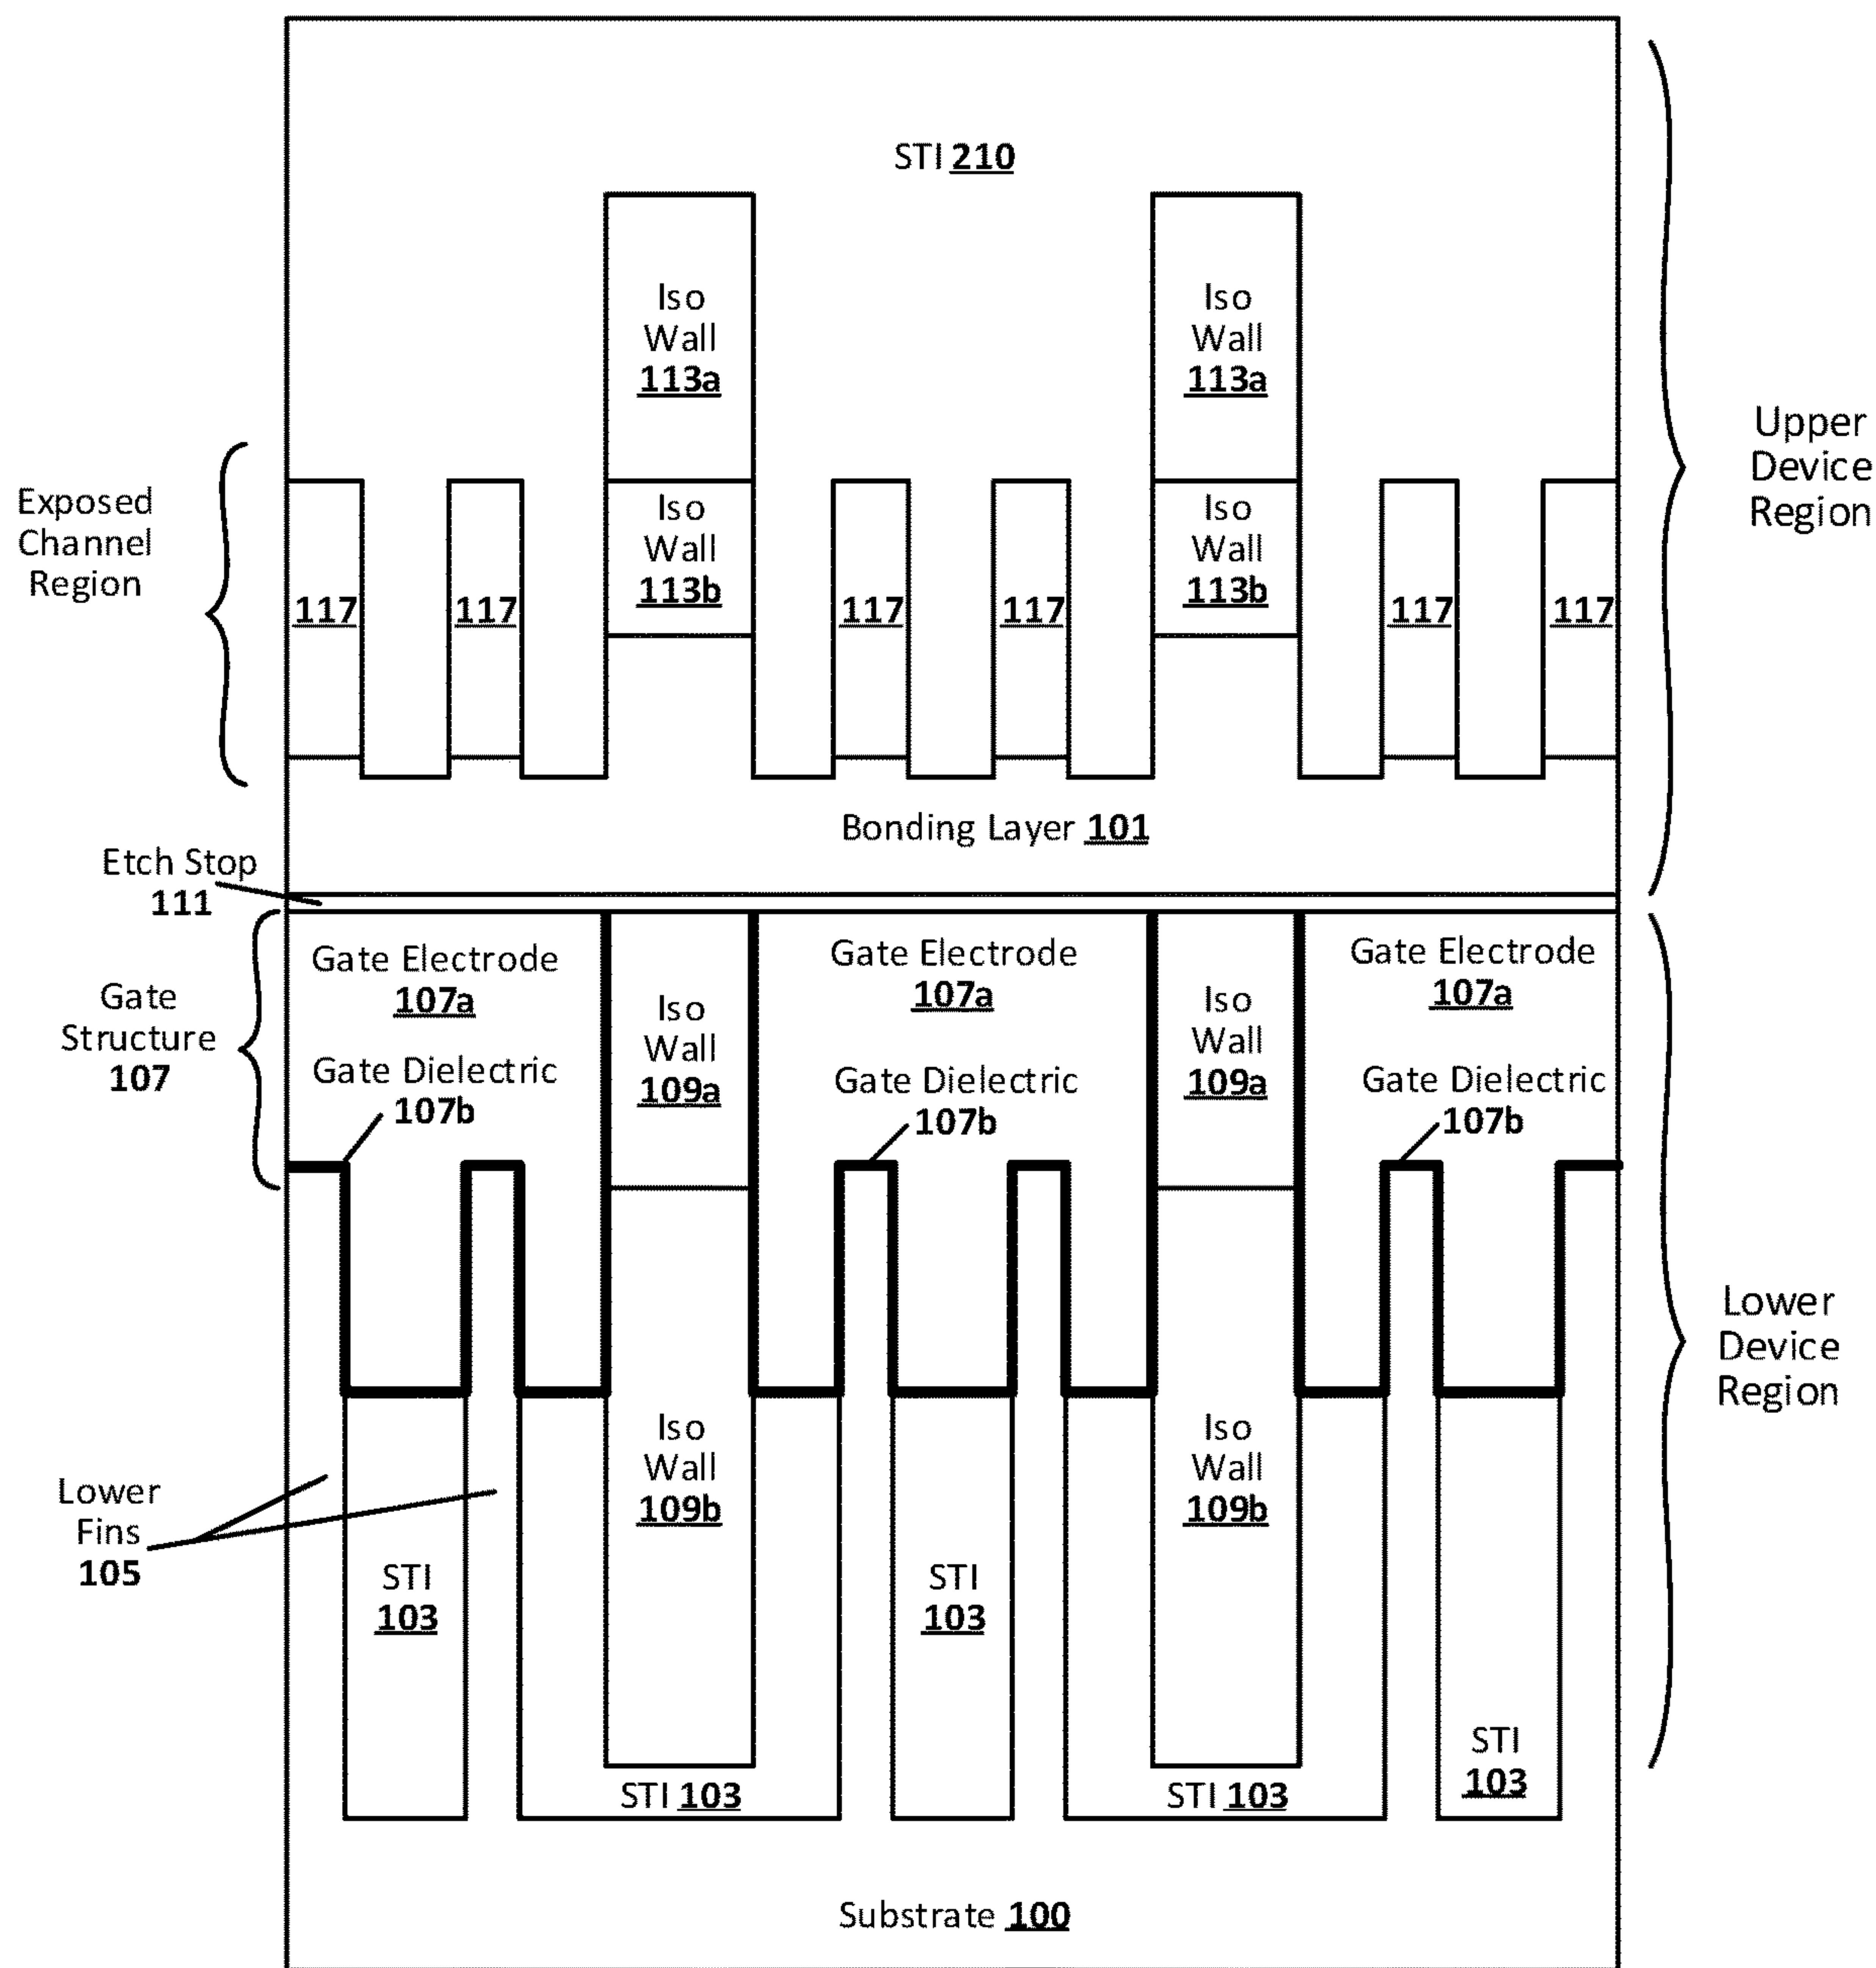 STI 210
Iso
Wall
113a
Iso
Wall
113a
Upper
Device
Region
Exposed
Channel
Region
Iso
Wall
113b
Iso
Wall
113b
117
117
117
117
117
117
Bonding Layer 101
Etch Stop
111
Gate
Structure
107
Gate Electrode
107a
Gate Dielectric
107b
Iso
Wall
109a
Gate Electrode
107a
Gate Dielectric
107b
Iso
Wall
109a
Gate Electrode
107a
Gate Dielectric
107b
Lower
Device
Region
Iso
Wall
109b
Iso
Wall
109b
Lower
Fins
105
STI
103
STI
103
STI
103
STI 103
STI 103
Substrate 100